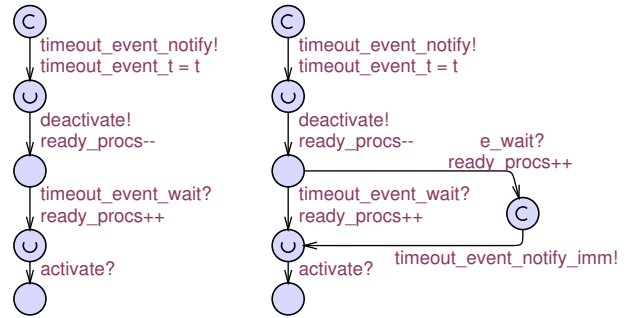 C
timeout_event_notify!
timeout_event_t = t
U
deactivate!
ready_procs--
timeout_event_wait?
ready_procs++
U
activate?
C
timeout_event_notify!
timeout_event_t = t
U
deactivate!
ready_procs--
e_wait?
ready_procs++
timeout_event_wait?
ready_procs++
C
U
timeout_event_notify_imm!
activate?